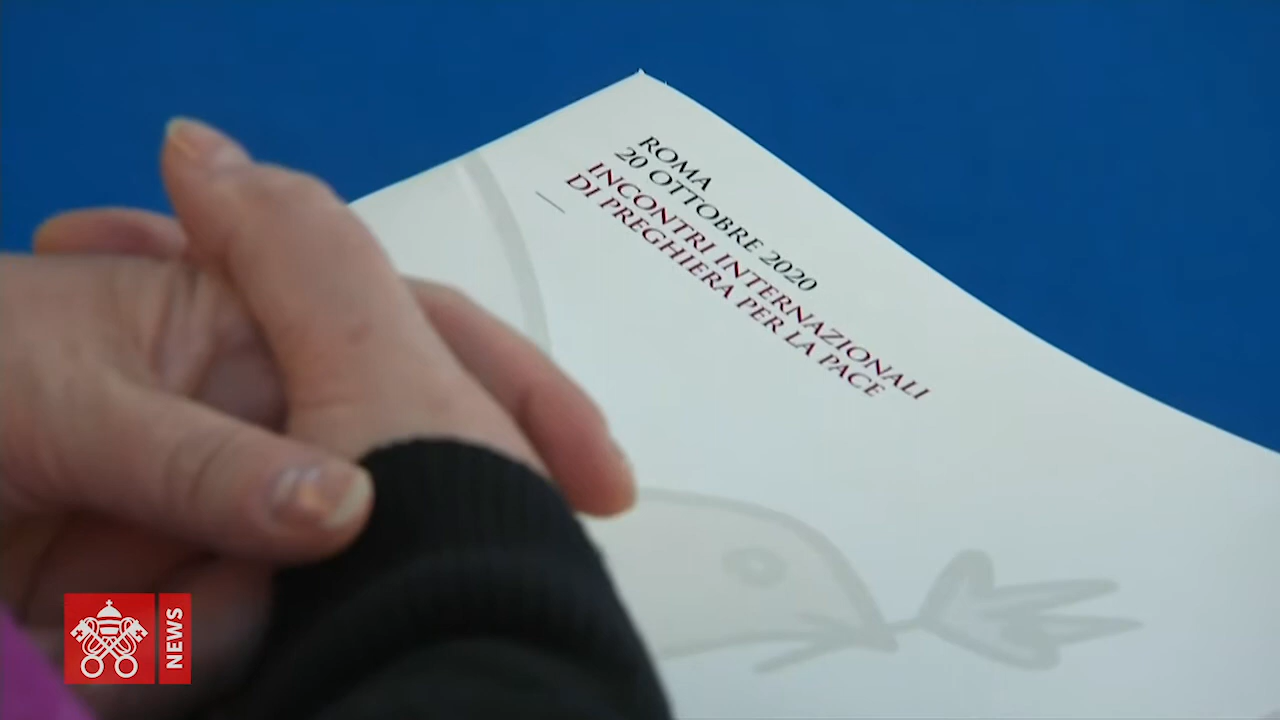 ROMA
20 OTTOBRE 2020
INCONTRI INTERNAZIONALI
DI PREGHIERA PER LA PACE
NEWS